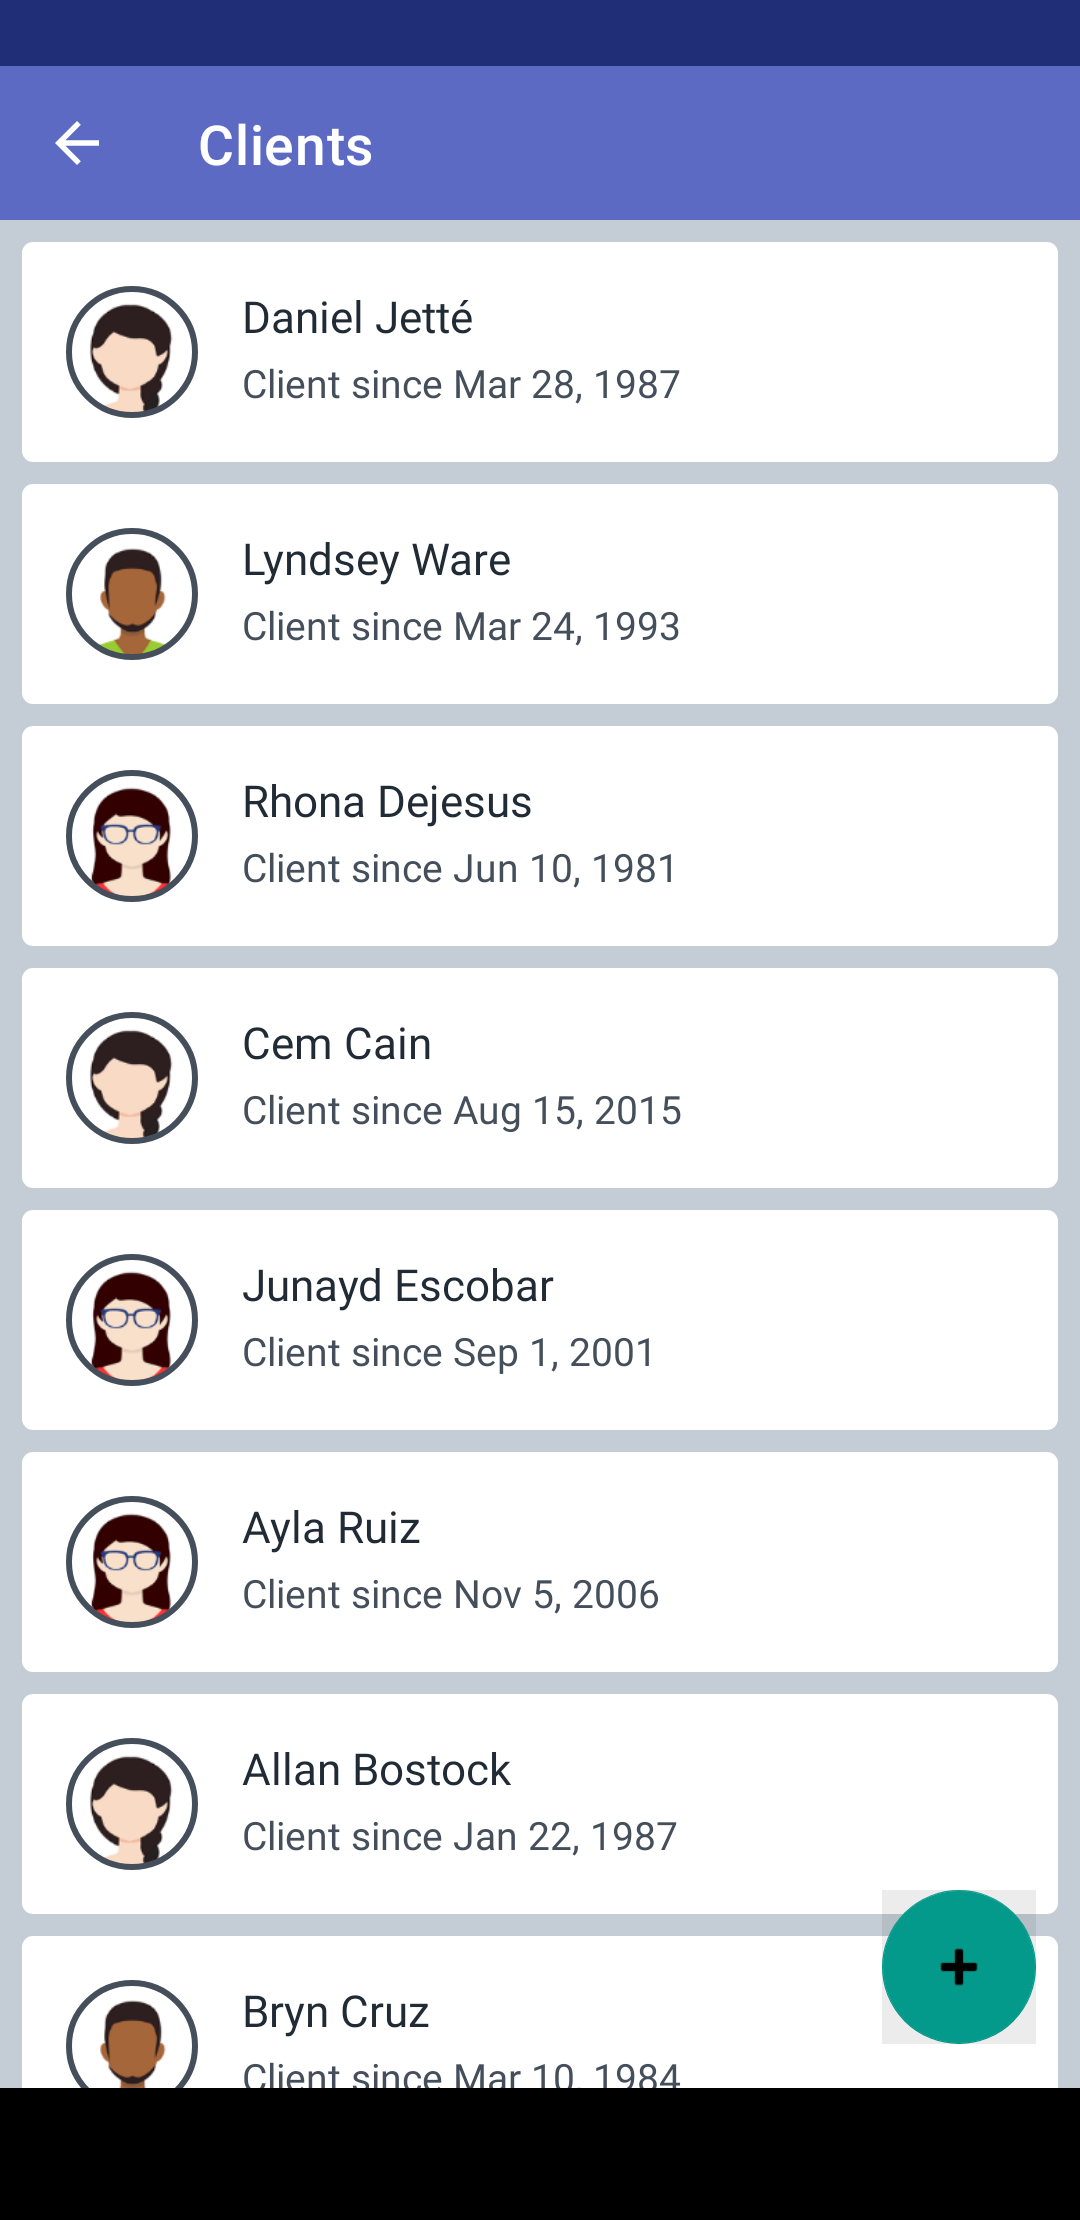 Clients
Daniel Jetté
Client since Mar 28, 1987
Lyndsey Ware
Client since Mar 24, 1993
Rhona Dejesus
Client since Jun 10, 1981
Cem Cain
Client since Aug 15, 2015
Junayd Escobar
Client since Sep 1, 2001
Ayla Ruiz
Client since Nov 5, 2006
Allan Bostock
Client since Jan 22, 1987
Bryn Cruz
Client since Mar 10, 1984